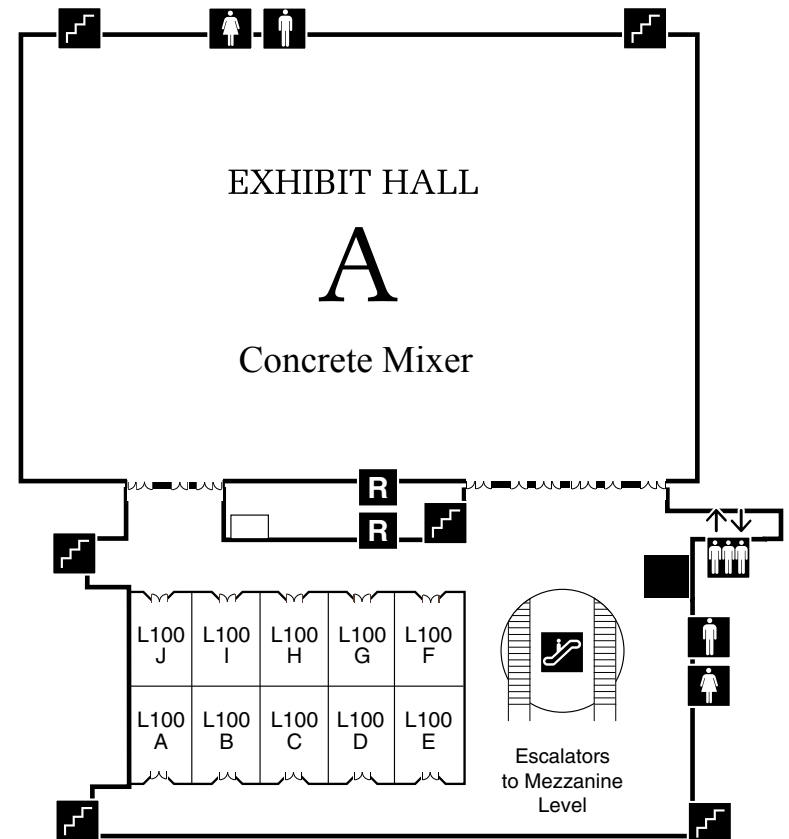 EXHIBIT HALL
A
Concrete Mixer
R
R
L100
J
L100
I
L100
H
L100
G
L100
F
L100
A
L100
B
L100
C
L100
D
L100
E
Escalators
to Mezzanine
Level